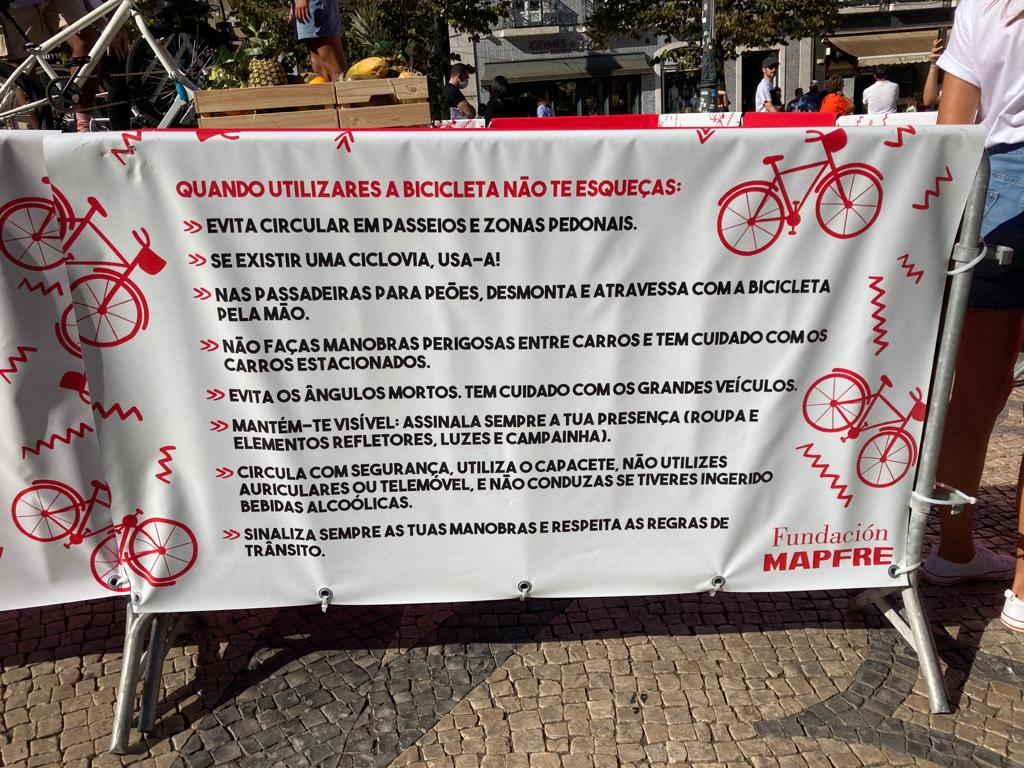 GOMES
QUANDO UTILIZARES A BICICLETA NÃO TE ESQUEÇAS:
EVITA CIRCULAR EM PASSEIOS E ZONAS PEDONAIS.
SE EXISTIR UMA CICLOVIA, USA-A!
NAS PASSADEIRAS PARA PEÕES, DESMONTA E ATRAVESSA COM A BICICLETA
PELA MÃO.
NÃO FAÇAS MANOBRAS PERIGOSAS ENTRE CARROS E TEM CUIDADO COM OS
CARROS ESTACIONADOS.
EVITA OS ÂNGULOS MORTOS. TEM CUIDADO COM OS GRANDES VEÍCULOS.
MANTÉM-TE VISÍVEL: ASSINALA SEMPRE A TUA PRESENÇA (ROUPA E
ELEMENTOS REFLETORES, LUZES E CAMPAINHA).
CIRCULA COM SEGURANÇA, UTILIZA O CAPACETE, NÃO UTILIZES
AURICULARES OU TELEMÓVEL, E NÃO CONDUZAS SE TIVERES INGERIDO
BEBIDAS ALCOÓLICAS.
SINALIZA SEMPRE AS TUAS MANOBRAS E RESPEITA AS REGRAS DE
TRÂNSITO.
Fundación
MAPFRE